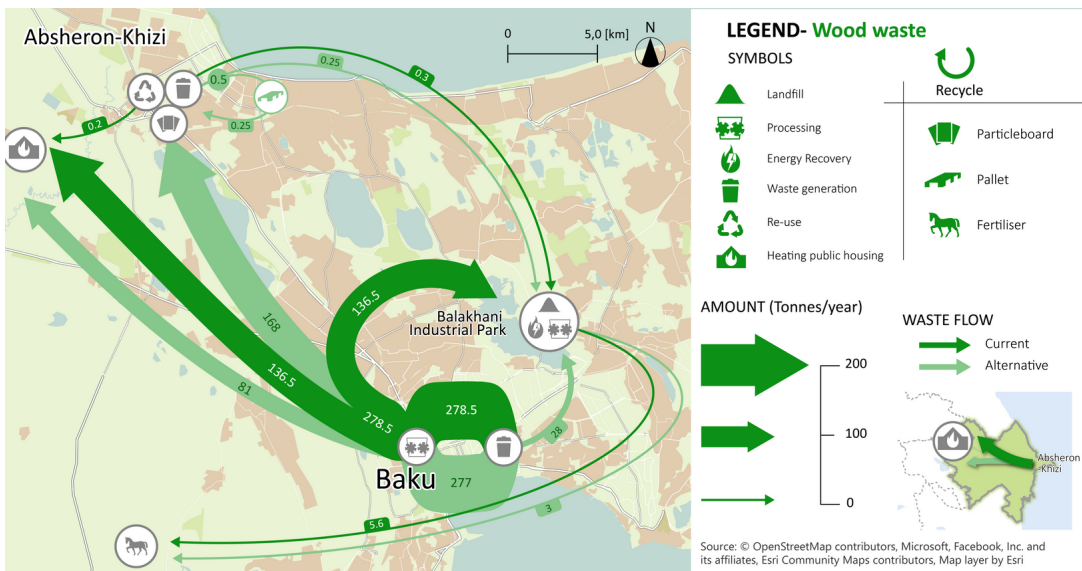 Absheron-Khizi
0.25
0.3
0.5
0.25
0.2
N
0
5,0 [km]
136.5
168
136.5
81
278.5
278.5
277
28
Balakhani
Industrial Park
Baku
5.6
3
LEGEND- Wood waste
SYMBOLS
Landfill
Processing
Energy Recovery
Waste generation
Re-use
Heating public housing
Recycle
Particleboard
Pallet
Fertiliser
AMOUNT (Tonnes/year)
200
100
0
WASTE FLOW
Current
Alternative
Absheron
-Khizi
Source: © OpenStreetMap contributors, Microsoft, Facebook, Inc. and
its affiliates, Esri Community Maps contributors, Map layer by Esri